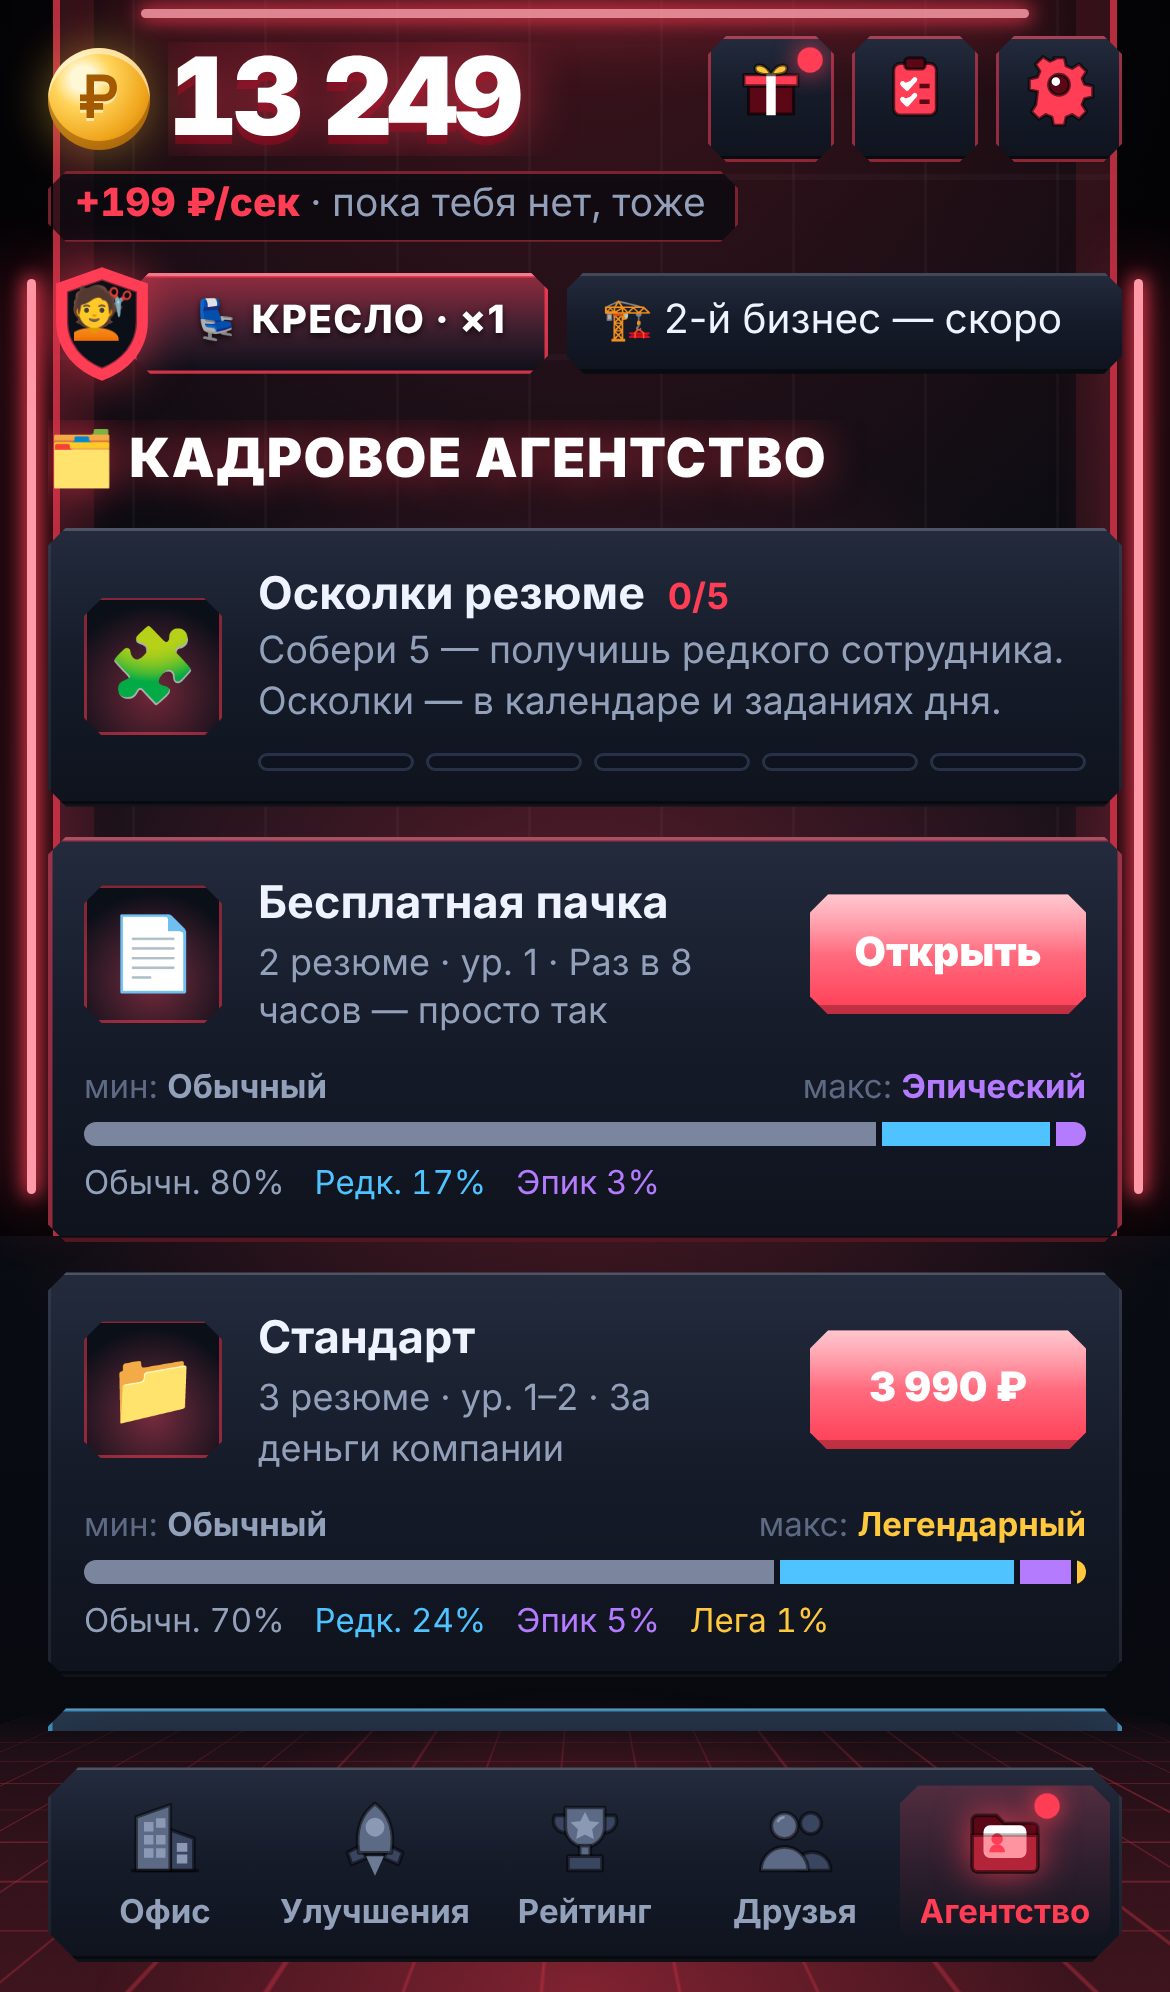 ₽ 13 249
+199 ₽/сек · пока тебя нет, тоже
КРЕСЛО · ×1
2-й бизнес — скоро
КАДРОВОЕ АГЕНТСТВО
Осколки резюме 0/5
Собери 5 — получишь редкого сотрудника.
Осколки — в календаре и заданиях дня.
Бесплатная пачка
2 резюме · ур. 1 · Раз в 8
часов — просто так
Открыть
мин: Обычный
макс: Эпический
Обычн. 80% Редк. 17% Эпик 3%
Стандарт
3 резюме · ур. 1–2 · За
деньги компании
3 990 ₽
мин: Обычный
макс: Легендарный
Обычн. 70% Редк. 24% Эпик 5% Лега 1%
Офис
Улучшения
Рейтинг
Друзья
Агентство